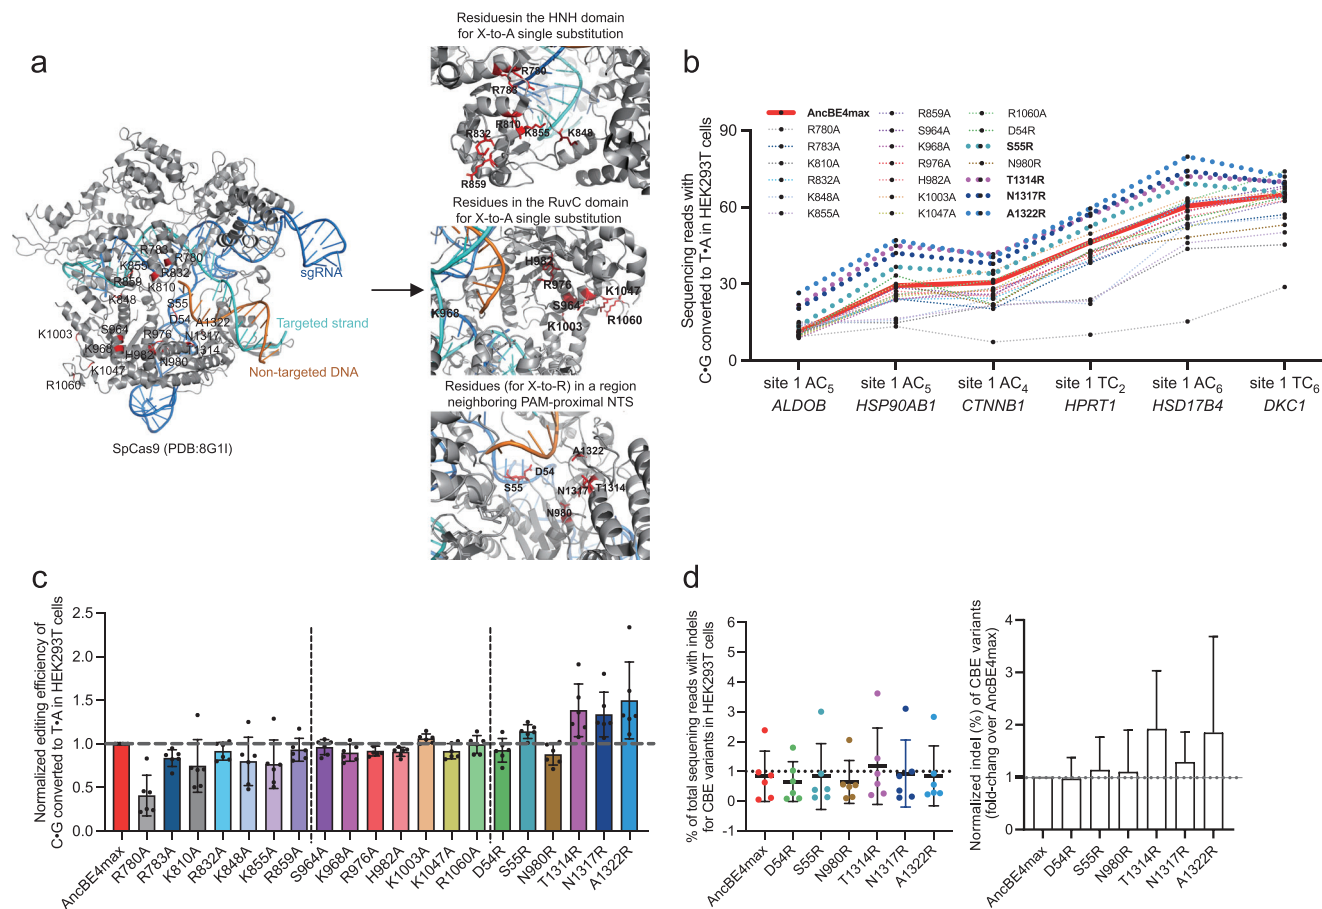 a
Residuesin the HNH domain
for X-to-A single substitution
R780
R783
R810
R832
K855
K848
R859
R783
R780
K855
R832
R859
K810
K848
sgRNA
S55
D54
A1322
Targeted strand
K1003
S964
R976
N1317
K968
H982
T1314
N980
Non-targeted DNA
K1047
R1060
SpCas9 (PDB:8G1I)
Residues in the RuvC domain
for X-to-A single substitution
H982
R976
K1047
S964
K968
K1003
R1060
Residues (for X-to-R) in a region
neighboring PAM-proximal NTS
A1322
D54
S55
N1317
T1314
N980
b
Sequencing reads with
C•G converted to T•A in HEK293T cells
90
60
30
0
AncBE4max
R780A
R783A
K810A
R832A
K848A
K855A
R859A
S964A
K968A
R976A
H982A
K1003A
K1047A
R1060A
D54R
S55R
N980R
T1314R
N1317R
A1322R
site 1 AC5
site 1 AC5
site 1 AC4
site 1 TC2
site 1 AC6
site 1 TC6
ALDOB
HSP90AB1
CTNNB1
HPRT1
HSD17B4
DKC1
c
Normalized editing efficiency of
C•G converted to T•A in HEK293T cells
2.5
2.0
1.5
1.0
0.5
0.0
AncBE4max
R780A
R783A
K810A
R832A
K848A
K855A
R859A
S964A
K968A
R976A
H982A
K1003A
K1047A
R1060A
D54R
S55R
N980R
T1314R
N1317R
A1322R
d
% of total sequencing reads with indels
for CBE variants in HEK293T cells
6
5
4
3
2
1
0
-1
AncBE4max
D54R
S55R
N980R
T1314R
N1317R
A1322R
Normalized indel (%) of CBE variants
(fold-change over AncBE4max)
4
3
2
1
0
AncBE4max
D54R
S55R
N980R
T1314R
N1317R
A1322R